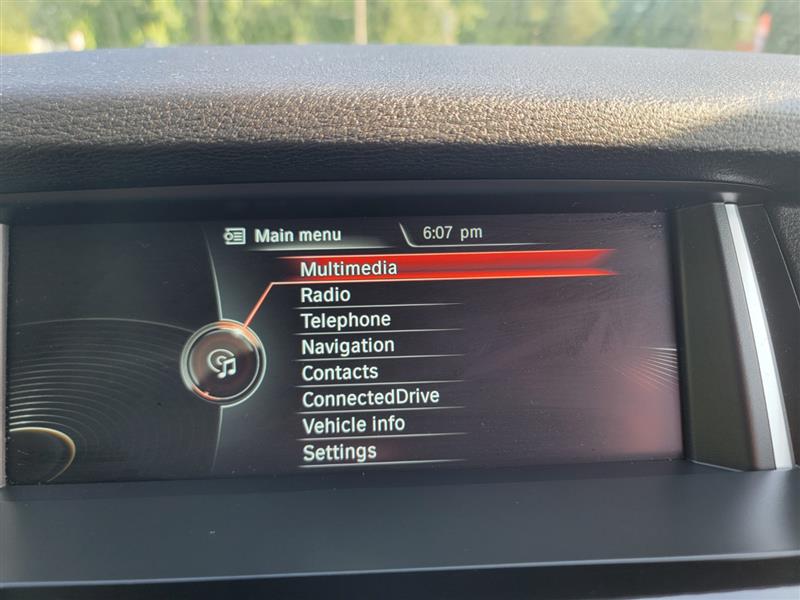 Main menu 6:07 pm
Multimedia
Radio
Telephone
Navigation
Contacts
ConnectedDrive
Vehicle info
Settings